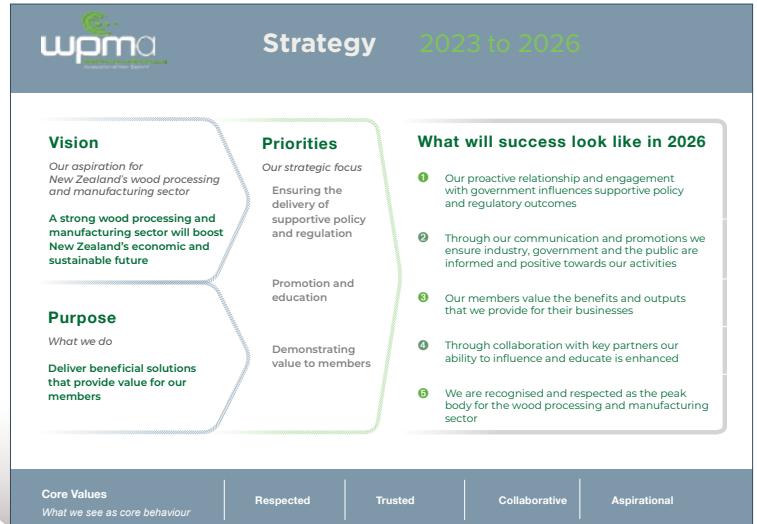 wpma
Strategy 2023 to 2026
Vision
Our aspiration for
New Zealand's wood processing
and manufacturing sector
A strong wood processing and
manufacturing sector will boost
New Zealand's economic and
sustainable future
Purpose
What we do
Deliver beneficial solutions
that provide value for our
members
Priorities
Our strategic focus
Ensuring the
delivery of
supportive policy
and regulation
Promotion and
education
Demonstrating
value to members
What will success look like in 2026
1 Our proactive relationship and engagement
with government influences supportive policy
and regulatory outcomes
2 Through our communication and promotions we
ensure industry, government and the public are
informed and positive towards our activities
3 Our members value the benefits and outputs
that we provide for their businesses
4 Through collaboration with key partners our
ability to influence and educate is enhanced
5 We are recognised and respected as the peak
body for the wood processing and manufacturing
sector
Core Values
What we see as core behaviour
Respected
Trusted
Collaborative
Aspirational